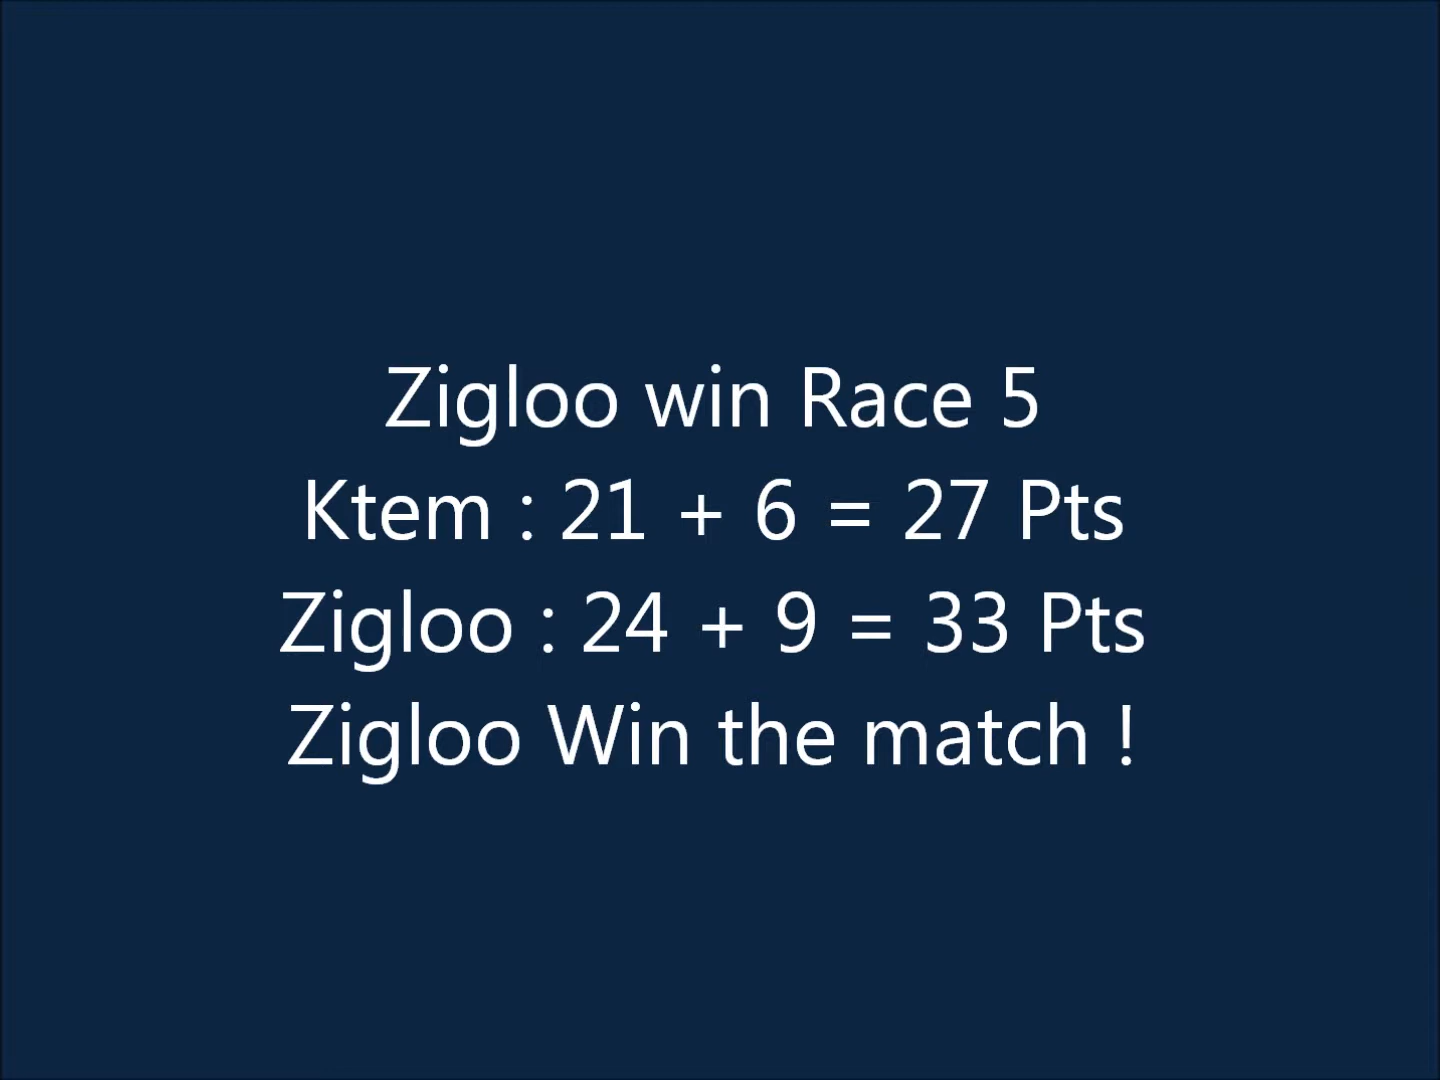 Zigloo win Race 5
Ktem : 21 + 6 = 27 Pts
Zigloo : 24 + 9 = 33 Pts
Zigloo Win the match !